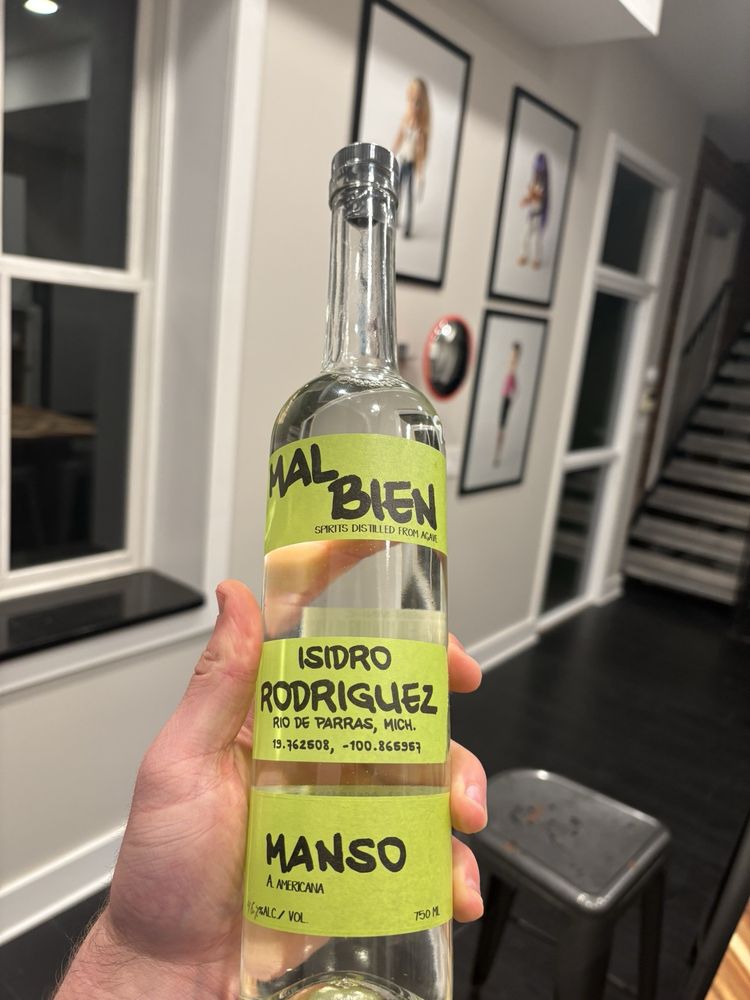 MAL
BIEN
SPIRITS DISTILLED FROM AGAVE
ISIDRO
RODRIGUEZ
RIO DE PARRAS, MICH.
19.762508, -100.865957
MANSO
A. AMERICANA
ALC / VOL. 750 ML